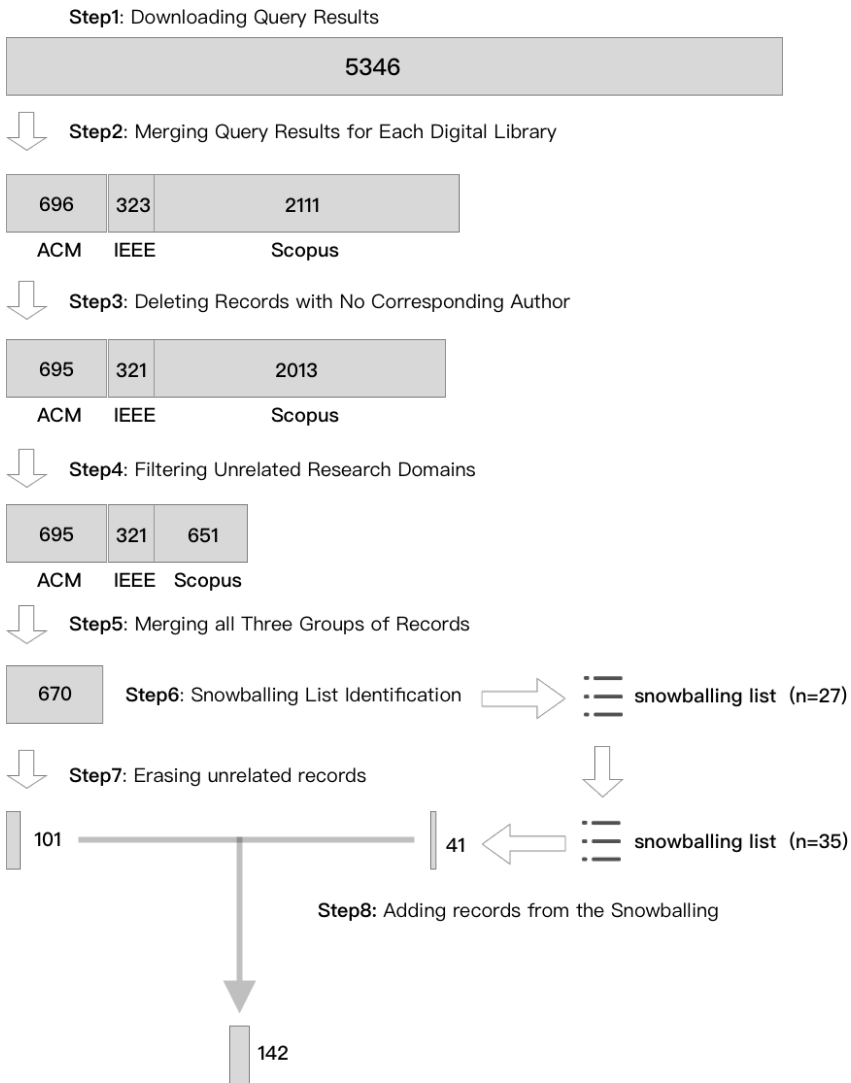 Step1: Downloading Query Results
5346
Step2: Merging Query Results for Each Digital Library
696 323 2111
ACM IEEE Scopus
Step3: Deleting Records with No Corresponding Author
695 321 2013
ACM IEEE Scopus
Step4: Filtering Unrelated Research Domains
695 321 651
ACM IEEE Scopus
Step5: Merging all Three Groups of Records
670 Step6: Snowballing List Identification snowballing list (n=27)
Step7: Erasing unrelated records
101 41 snowballing list (n=35)
Step8: Adding records from the Snowballing
142